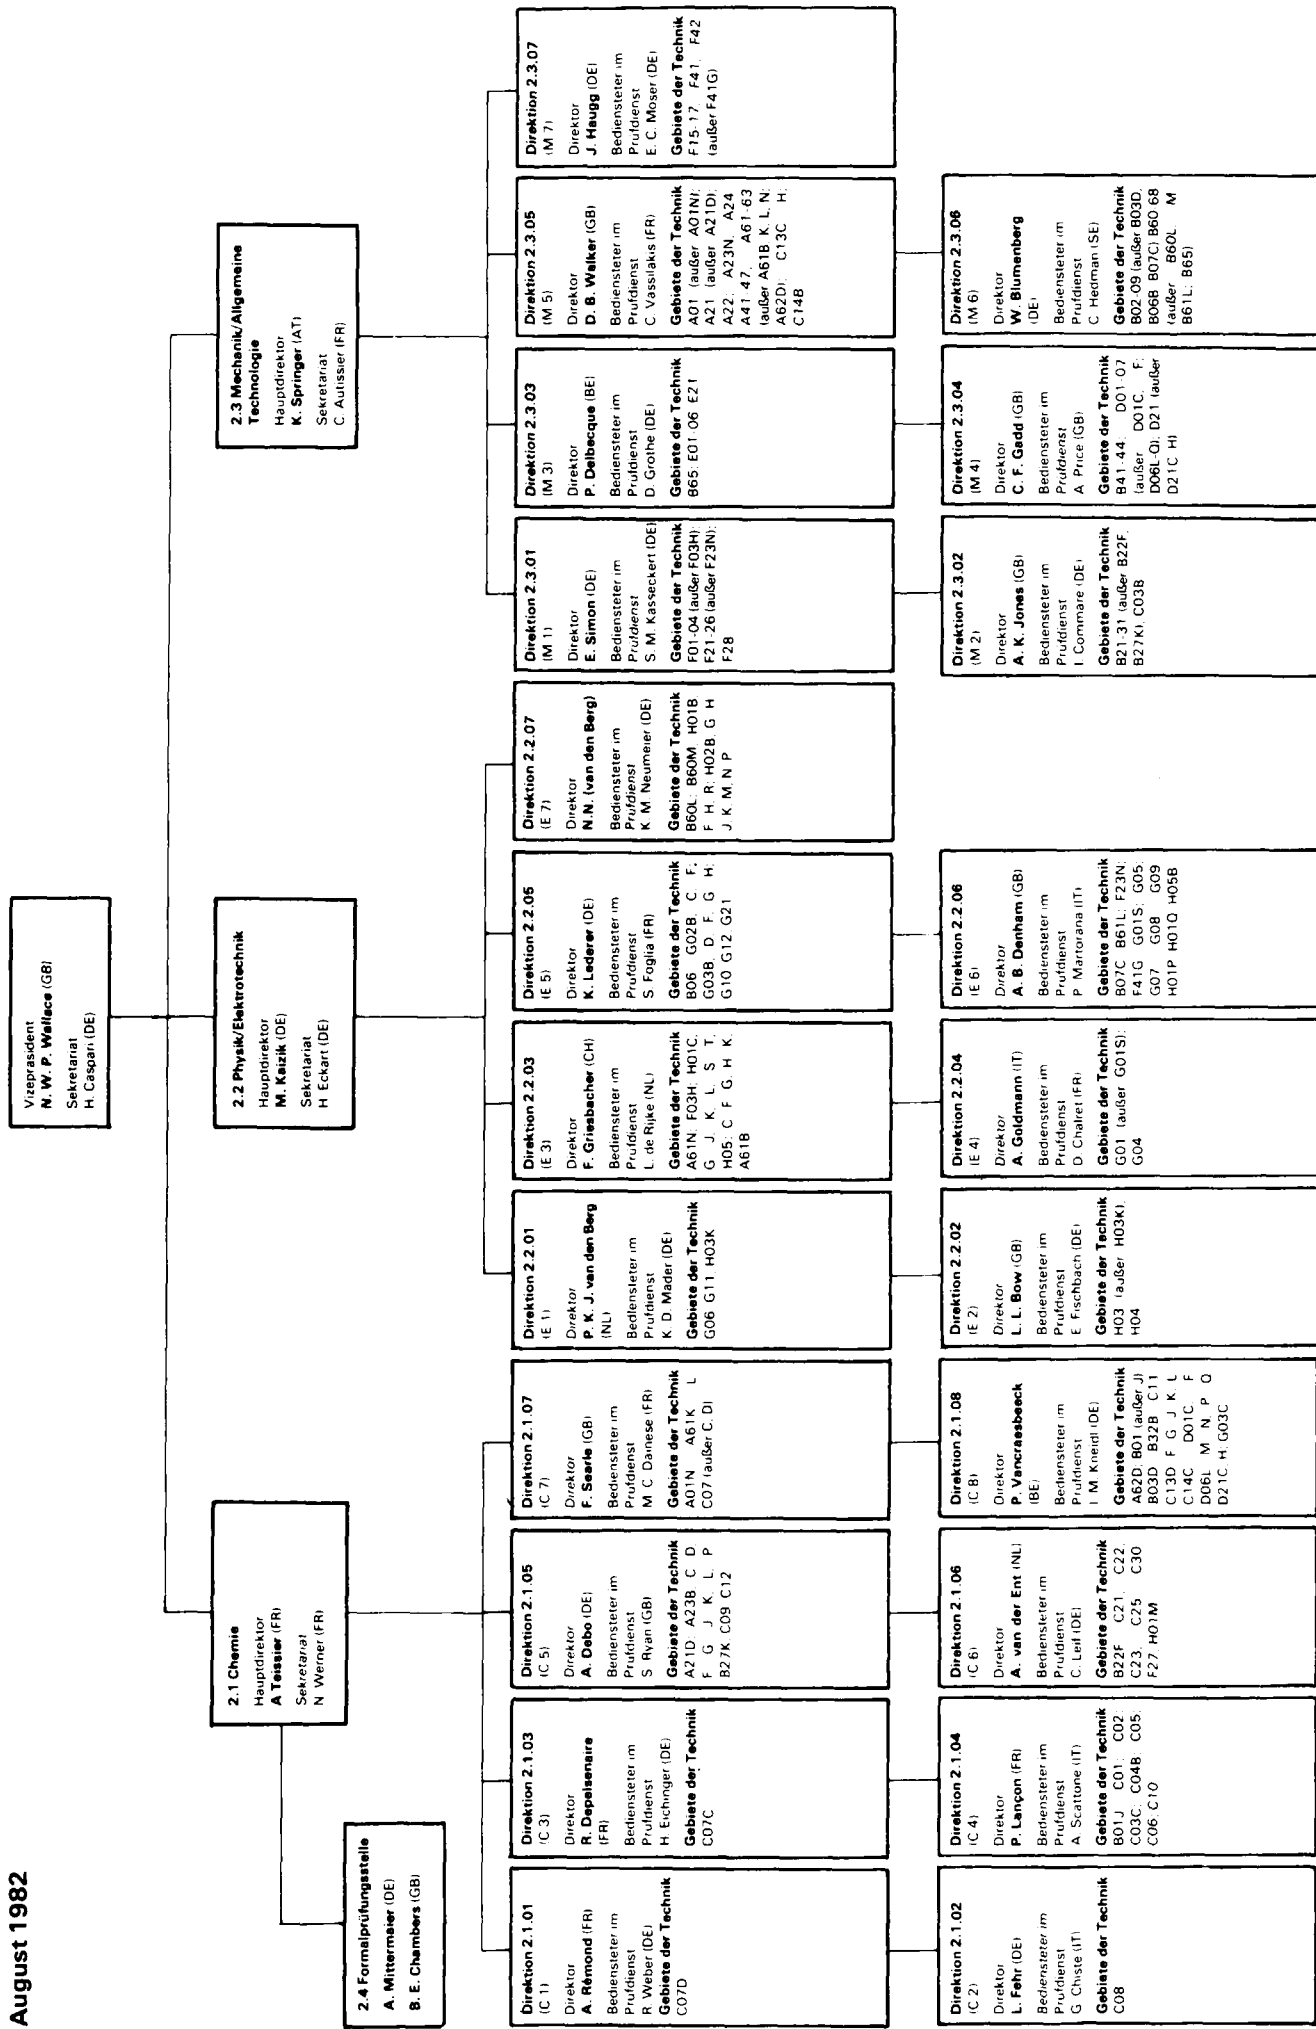 August 1982
Vizepräsident
N. W. P. Wallace (GB)
Sekretariat
H. Caspari (DE)
2.1 Chemie
Hauptdirektor
A Teissier (FR)
Sekretariat
N Werner (FR)
2.2 Physik/Elektrotechnik
Hauptdirektor
M. Kaizik (DE)
Sekretariat
H Eckart (DE)
2.3 Mechanik/Allgemeine
Technologie
Hauptdirektor
K. Springer (AT)
Sekretariat
C. Autissier (FR)
2.4 Formalprüfungsstelle
A. Mittermaier (DE)
B. E. Chambers (GB)
Direktion 2.1.01
(C 1)
Direktor
A. Rémond (FR)
Bediensteter im
Prüfdienst
R Weber (DE)
Gebiete der Technik
C07D
Direktion 2.1.03
(C 3)
Direktor
R. Depeisenaire
(FR)
Bediensteter im
Prüfdienst
H. Eichinger (DE)
Gebiete der Technik
C07C
Direktion 2.1.05
(C 5)
Direktor
A. Debo (DE)
Bediensteter im
Prüfdienst
S Ryan (GB)
Gebiete der Technik
A21D; A23B C D
F G J K, L, P
B27K C09 C12
Direktion 2.1.07
(C 7)
Direktor
F. Searle (GB)
Bediensteter im
Prüfdienst
M C Dainese (FR)
Gebiete der Technik
A01N A61K L
C07 (außer C, D)
Direktion 2.2.01
(E 1)
Direktor
P. K. J. van den Berg
(NL)
Bediensteter im
Prüfdienst
K. D. Mader (DE)
Gebiete der Technik
G06 G11 H03K
Direktion 2.2.03
(E 3)
Direktor
F. Griesbacher (CH)
Bediensteter im
Prüfdienst
L. de Rijke (NL)
Gebiete der Technik
A61N; F03H; H01C,
G J, K, L, S T,
H05: C F G, H K,
A61B
Direktion 2.2.05
(E 5)
Direktor
K. Lederer (DE)
Bediensteter im
Prüfdienst
S. Foglia (FR)
Gebiete der Technik
B06 G02B, C F;
G03B, D F, G H;
G10 G12 G21
Direktion 2.2.07
(E 7)
Direktor
N.N. (van den Berg)
Bediensteter im
Prüfdienst
K M. Neumeier (DE)
Gebiete der Technik
B60L; B60M, H01B,
F H, R; H02B, G H
J, K, M, N P
Direktion 2.3.01
(M 1)
Direktor
E. Simon (DE)
Bediensteter im
Prüfdienst
S. M. Kasseckert (DE)
Gebiete der Technik
F01-04 (außer F03H);
F21-26 (außer F23N);
F28
Direktion 2.3.03
(M 3)
Direktor
P. Delbecque (BE)
Bediensteter im
Prüfdienst
D. Grothe (DE)
Gebiete der Technik
B65; E01-06 E21
Direktion 2.3.05
(M 5)
Direktor
D. B. Walker (GB)
Bediensteter im
Prüfdienst
C. Vassilakis (FR)
Gebiete der Technik
A01 (außer A01N);
A21 (außer A21D);
A22; A23N, A24
A41-47, A61-63
(außer A61B K, L, N;
A62D); C13C H;
C14B
Direktion 2.3.07
(M 7)
Direktor
J. Haugg (DE)
Bediensteter im
Prüfdienst
E. C. Moser (DE)
Gebiete der Technik
F15-17, F41, F42
(außer F41G)
Direktion 2.1.02
(C 2)
Direktor
L. Fehr (DE)
Bediensteter im
Prüfdienst
G Chiste (IT)
Gebiete der Technik
C08
Direktion 2.1.04
(C 4)
Direktor
P. Lançon (FR)
Bediensteter im
Prüfdienst
A. Scattone (IT)
Gebiete der Technik
B01J C01; C02;
C03C; C04B C05;
C06, C10
Direktion 2.1.06
(C 6)
Direktor
A. van der Ent (NL)
Bediensteter im
Prüfdienst
C. Leif (DE)
Gebiete der Technik
B22F C21, C22,
C23, C25 C30
F27, H01M
Direktion 2.1.08
(C 8)
Direktor
P. Vancraesbeeck
(BE)
Bediensteter im
Prüfdienst
I M. Kneidl (DE)
Gebiete der Technik
A62D; B01 (außer J)
B03D B32B C11
C13D F G J K, L
C14C D01C F
D06L M N, P Q
D21C, H; G03C
Direktion 2.2.02
(E 2)
Direktor
L. L. Bow (GB)
Bediensteter im
Prüfdienst
E Fischbach (DE)
Gebiete der Technik
H03 (außer H03K),
H04
Direktion 2.2.04
(E 4)
Direktor
A. Goldmann (IT)
Bediensteter im
Prüfdienst
D. Chalret (FR)
Gebiete der Technik
G01 (außer G01S);
G04
Direktion 2.2.06
(E 6)
Direktor
A. B. Denham (GB)
Bediensteter im
Prüfdienst
P Martorana (IT)
Gebiete der Technik
B07C B61L; F23N;
F41G G01S; G05;
G07 G08 G09
H01P H01Q H05B
Direktion 2.3.02
(M 2)
Direktor
A. K. Jones (GB)
Bediensteter im
Prüfdienst
I. Commare (DE)
Gebiete der Technik
B21-31 (außer B22F,
B27K), C03B
Direktion 2.3.04
(M 4)
Direktor
C. F. Gadd (GB)
Bediensteter im
Prüfdienst
A Price (GB)
Gebiete der Technik
B41-44; D01-07
(außer D01C, F;
D06L-Q); D21 (außer
D21C H)
Direktion 2.3.06
(M 6)
Direktor
W. Blumenberg
(DE)
Bediensteter im
Prüfdienst
C Hedman (SE)
Gebiete der Technik
B02-09 (außer B03D,
B06B B07C) B60 68
(außer B60L M
B61L; B65)